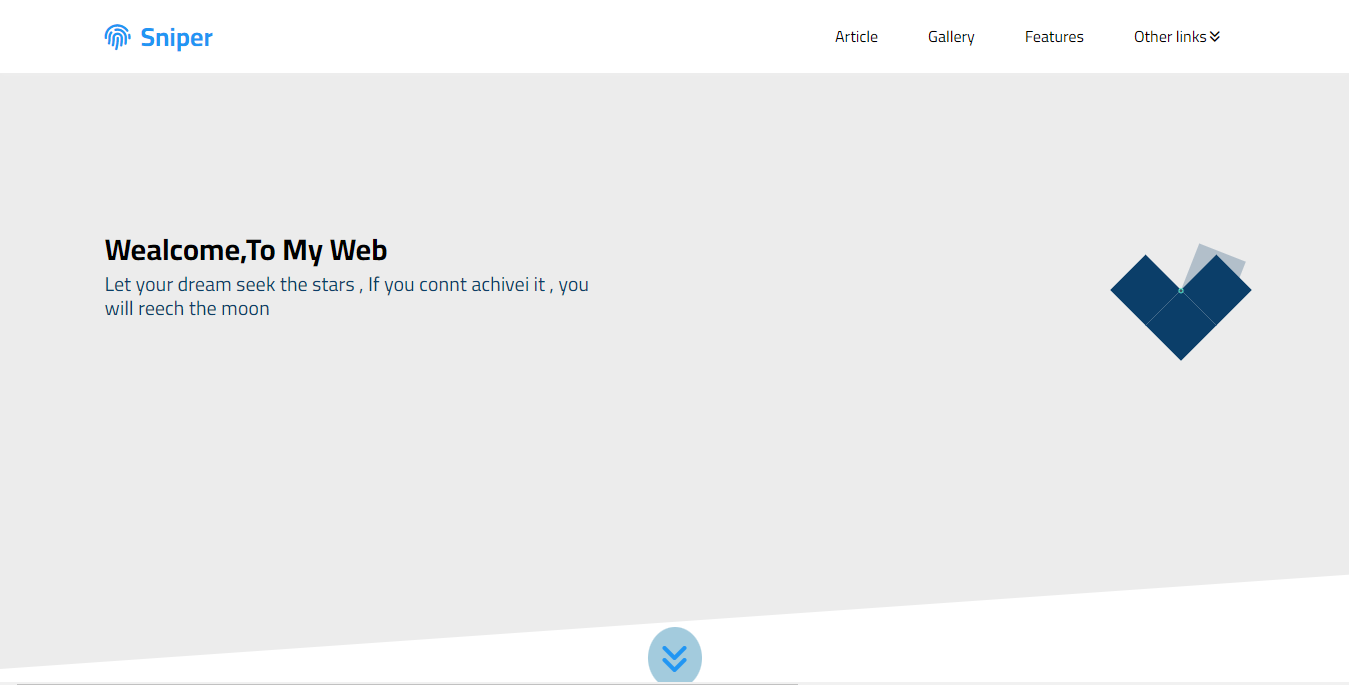 Sniper
Article
Gallery
Features
Other links
Wealcome,To My Web
Let your dream seek the stars , If you connt achivei it , you
will reech the moon